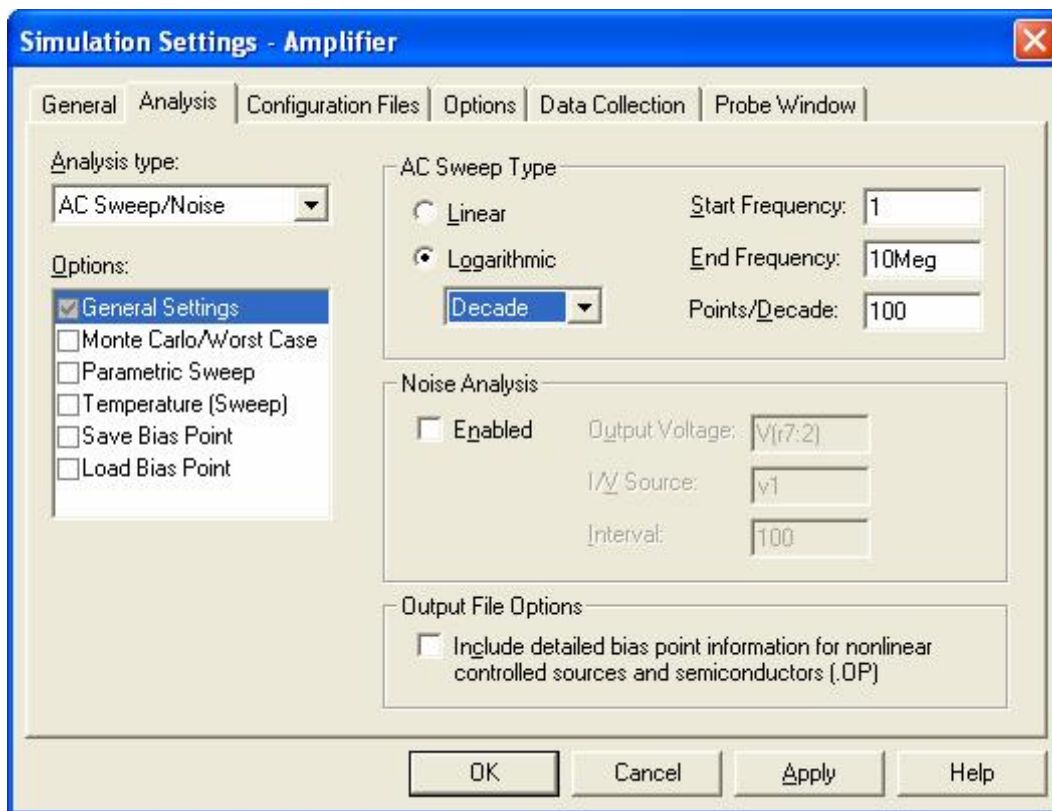 Simulation Settings - Amplifier
General Analysis Configuration Files Options Data Collection Probe Window
Analysis type:
AC Sweep/Noise
Options:
General Settings
Monte Carlo/Worst Case
Parametric Sweep
Temperature (Sweep)
Save Bias Point
Load Bias Point
AC Sweep Type
Linear
Logarithmic
Decade
Start Frequency: 1
End Frequency: 10Meg
Points/Decade: 100
Noise Analysis
Enabled
Output Voltage: V(r7:2)
I/V Source: v1
Interval: 100
Output File Options
Include detailed bias point information for nonlinear
controlled sources and semiconductors (.OP)
OK Cancel Apply Help